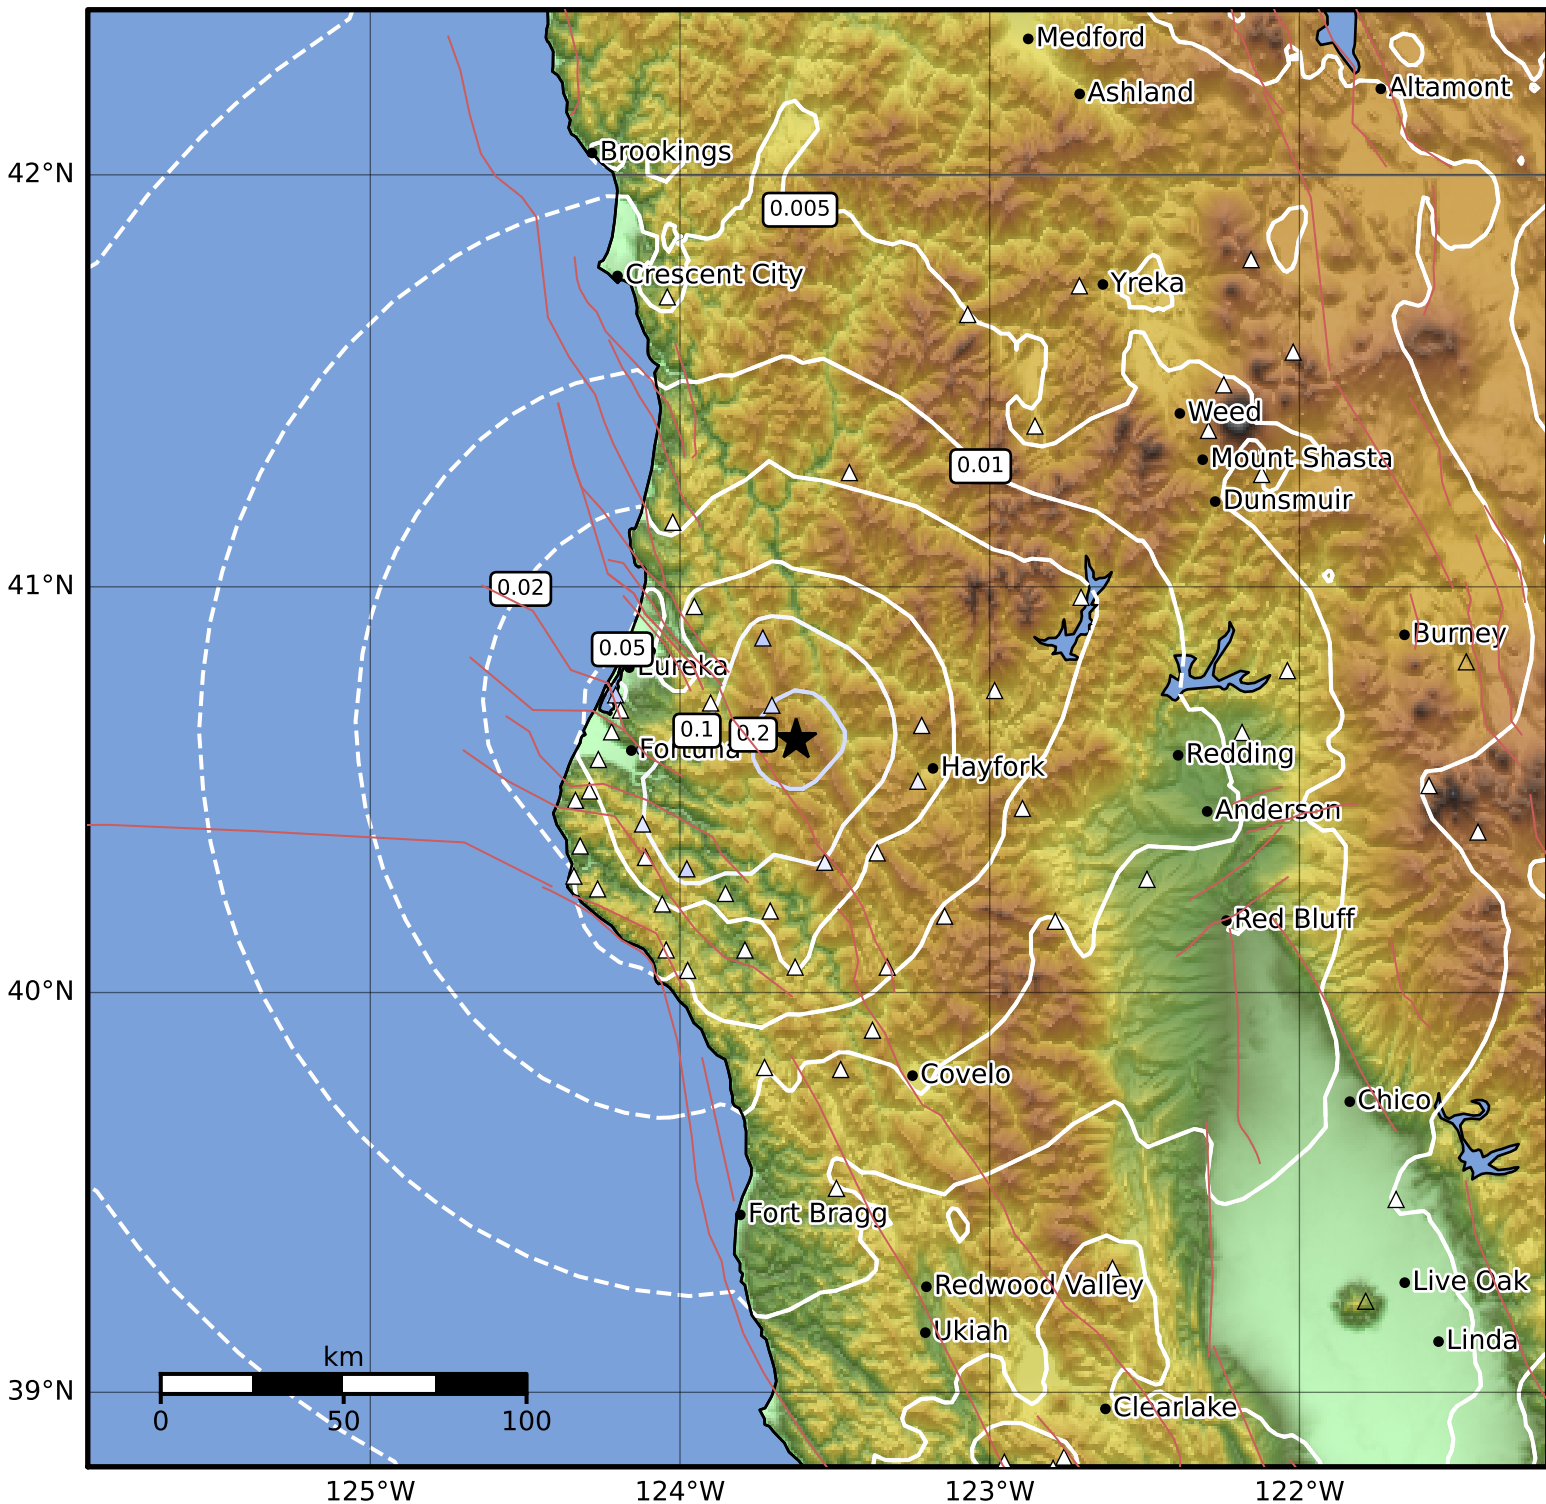 Medford
Altamont
Ashland
Brookings
42°N
0.005
Crescent City
Yreka
Weed
0.01
Mount Shasta
Dunsmuir
41°N
0.02
Burney
0.05
Eureka
0.1
0.2
Fortuna
Hayfork
Redding
Anderson
Red Bluff
40°N
Covelo
Chico
Fort Bragg
Redwood Valley
Live Oak
Ukiah
Linda
km
39°N
Clearlake
0
50
100
125°W
124°W
123°W
122°W